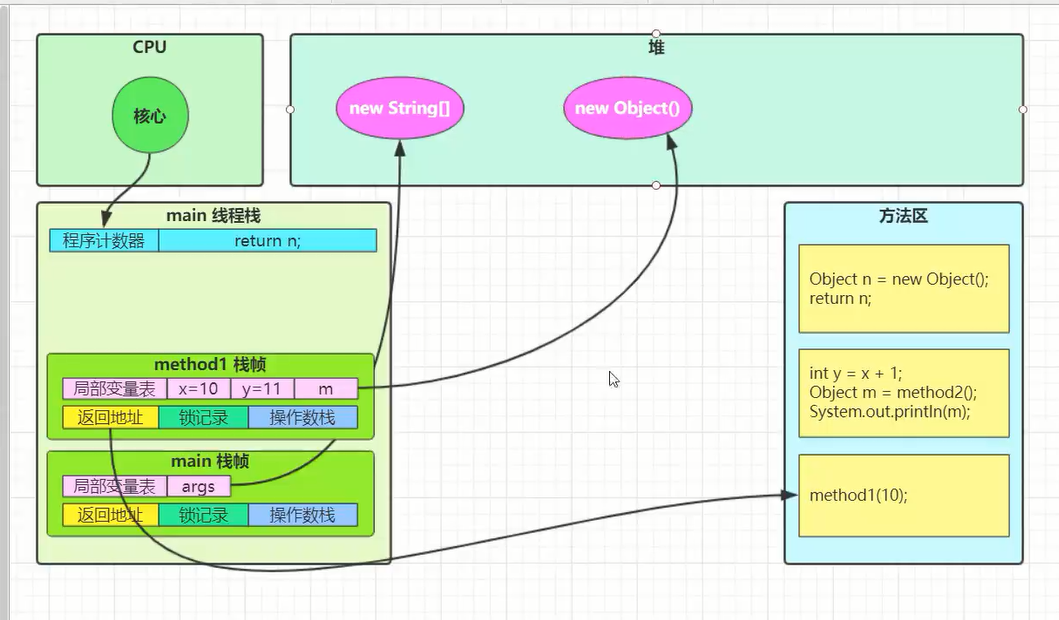 CPU
核心
堆
new String[]
new Object()
main 线程栈
程序计数器
return n;
method1 栈帧
局部变量表
x=10
y=11
m
返回地址
锁记录
操作数栈
main 栈帧
局部变量表
args
返回地址
锁记录
操作数栈
方法区
Object n = new Object();
return n;
int y = x + 1;
Object m = method2();
System.out.println(m);
method1(10);